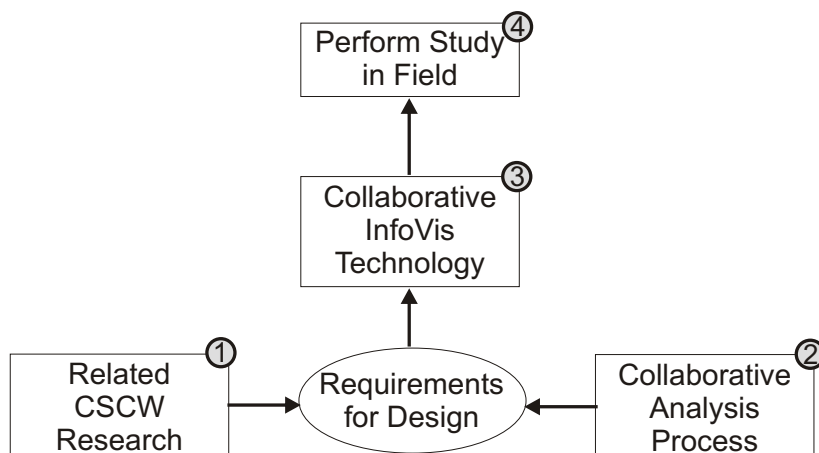 4
Perform Study
in Field
3
Collaborative
InfoVis
Technology
1
Related
CSCW
Research
Requirements
for Design
2
Collaborative
Analysis
Process